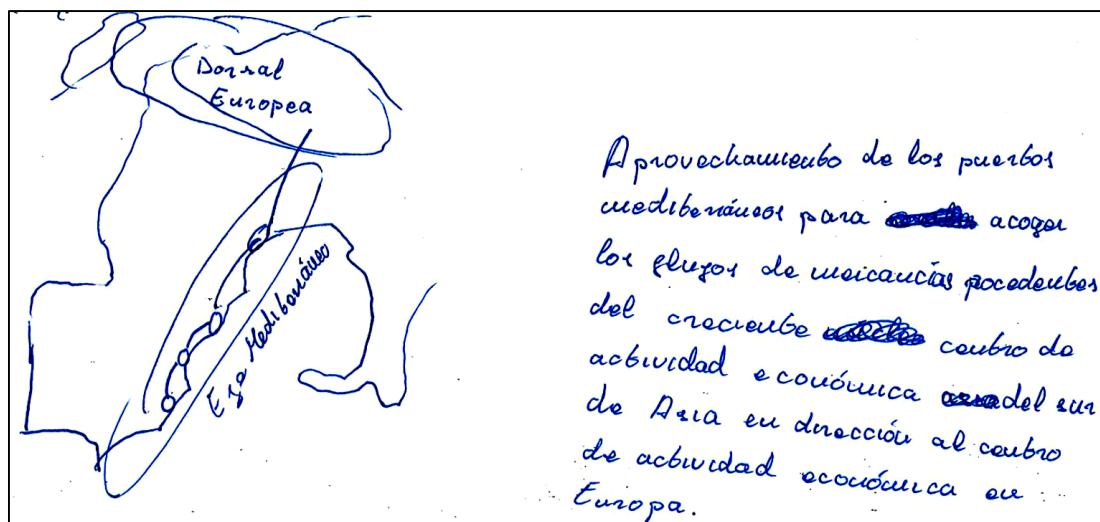 Dorsal
Europea
Eje Mediterráneo
Aprovechamiento de los puertos
mediterráneos para acoger
los flujos de mercancías pocedentes
del creciente centro de
actividad económica del sur
de Asia en dirección al centro
de actividad económica en
Europa.